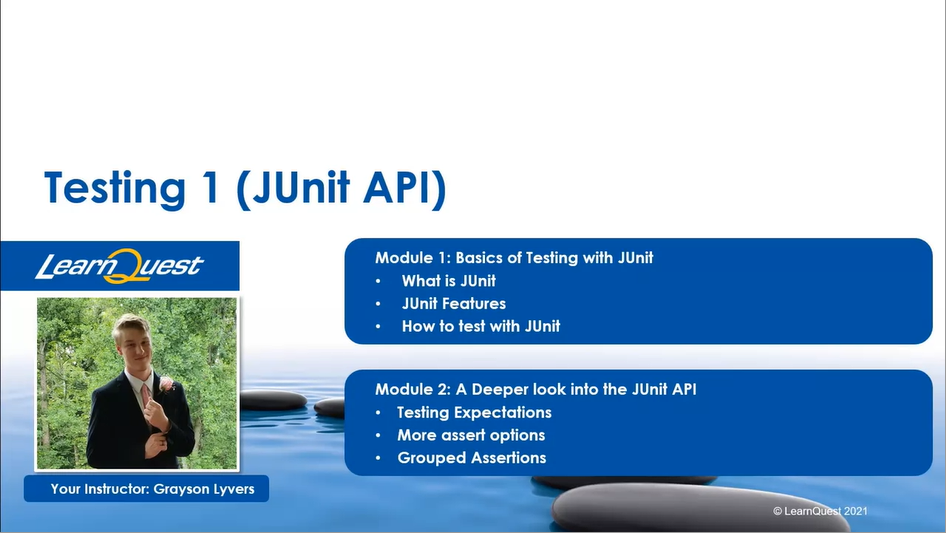 Testing 1 (JUnit API)
LearnQuest
Your Instructor: Grayson Lyvers
Module 1: Basics of Testing with JUnit
• What is JUnit
• JUnit Features
• How to test with JUnit
Module 2: A Deeper look into the JUnit API
• Testing Expectations
• More assert options
• Grouped Assertions
© LearnQuest 2021